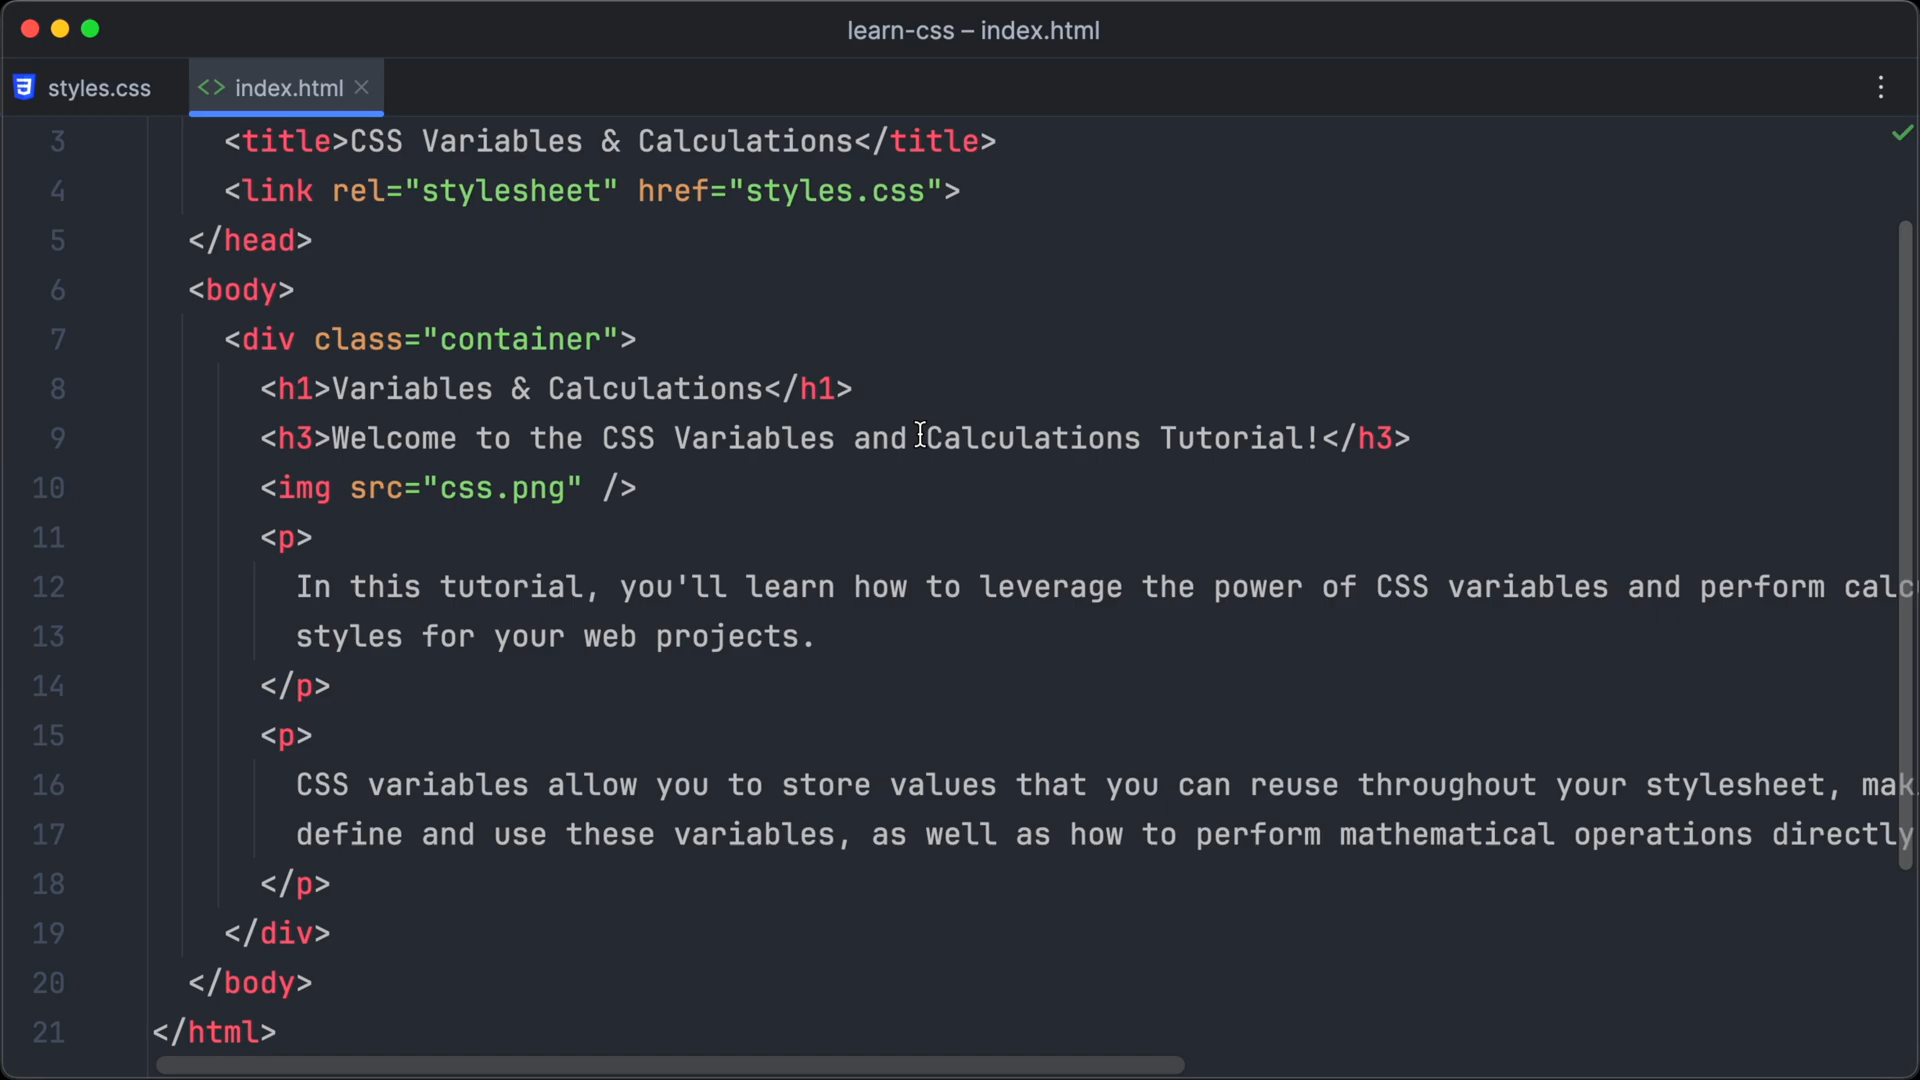 learn-css – index.html
styles.css
<> index.html
3 <title>CSS Variables & Calculations</title>
4 <link rel="stylesheet" href="styles.css">
5 </head>
6 <body>
7 <div class="container">
8 <h1>Variables & Calculations</h1>
9 <h3>Welcome to the CSS Variables and Calculations Tutorial!</h3>
10 <img src="css.png" />
11 <p>
12 In this tutorial, you'll learn how to leverage the power of CSS variables and perform calc
13 styles for your web projects.
14 </p>
15 <p>
16 CSS variables allow you to store values that you can reuse throughout your stylesheet, mak
17 define and use these variables, as well as how to perform mathematical operations directly
18 </p>
19 </div>
20 </body>
21 </html>